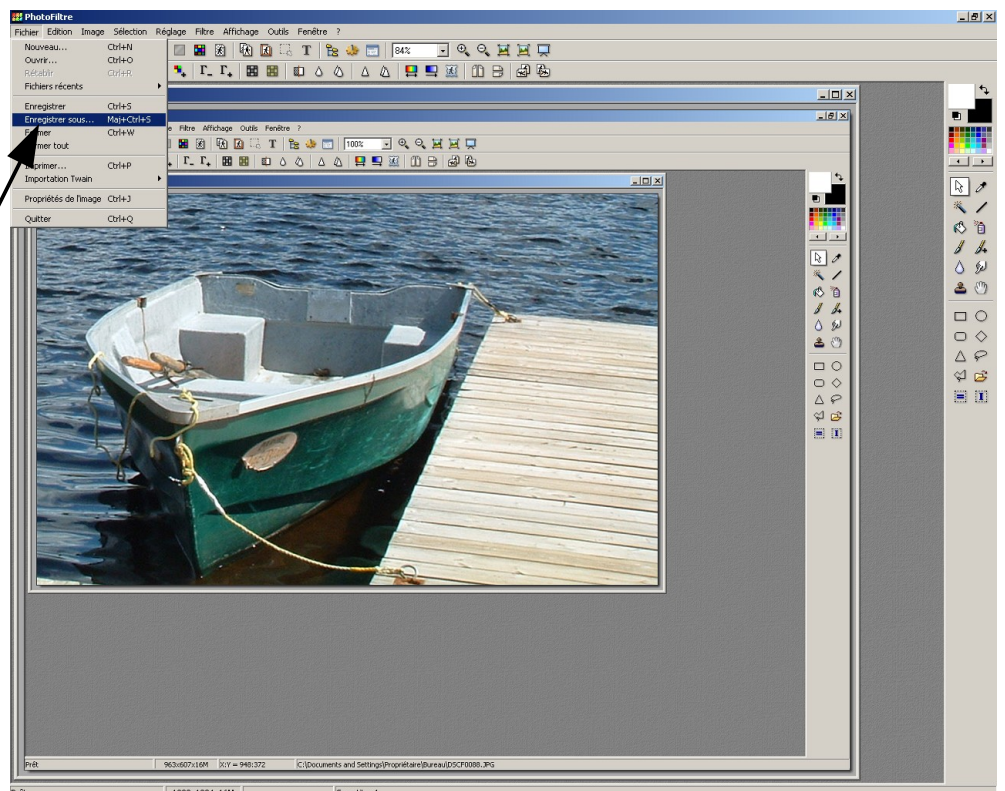 PhotoFiltre
Fichier Edition Image Sélection Réglage Filtre Affichage Outils Fenêtre ?
Nouveau... Ctrl+N
Ouvrir... Ctrl+O
Rétablir Ctrl+R
Fichiers récents
Enregistrer Ctrl+S
Enregistrer sous... Maj+Ctrl+S
Ctrl+W
tout
Ctrl+P
Importation Twain
Propriétés de l'image Ctrl+J
Quitter Ctrl+Q
T 84%
Filtre Affichage Outils Fenêtre ?
T 100%
Prêt 963x607x16M X:Y = 948:372 C:\Documents and Settings\Propriétaire\Bureau\DSCF0088.JPG